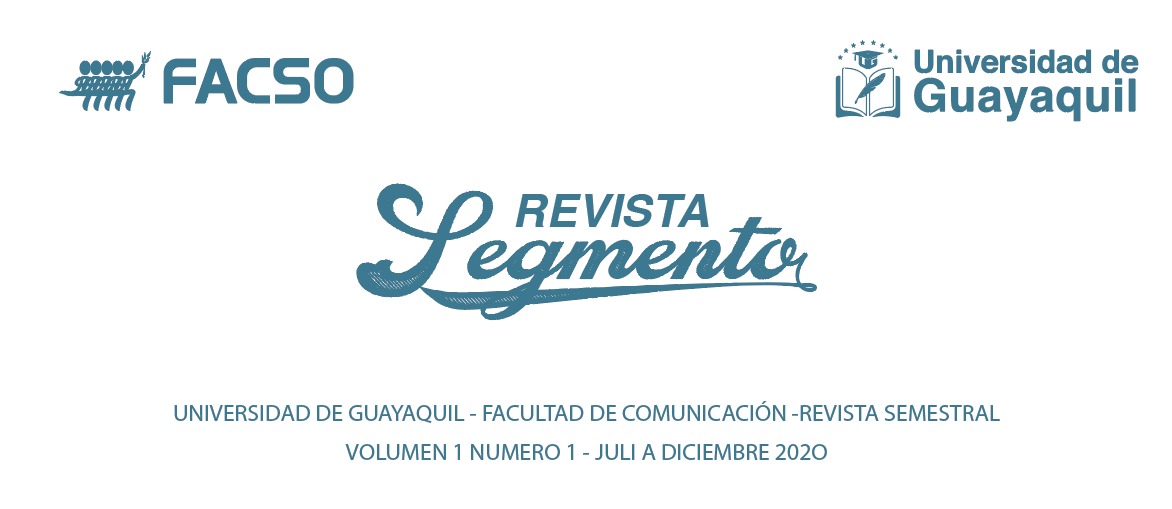 FACSO
Universidad de
Guayaquil
REVISTA
Segmento
UNIVERSIDAD DE GUAYAQUIL - FACULTAD DE COMUNICACIÓN -REVISTA SEMESTRAL
VOLUMEN 1 NUMERO 1 - JULI A DICIEMBRE 202O